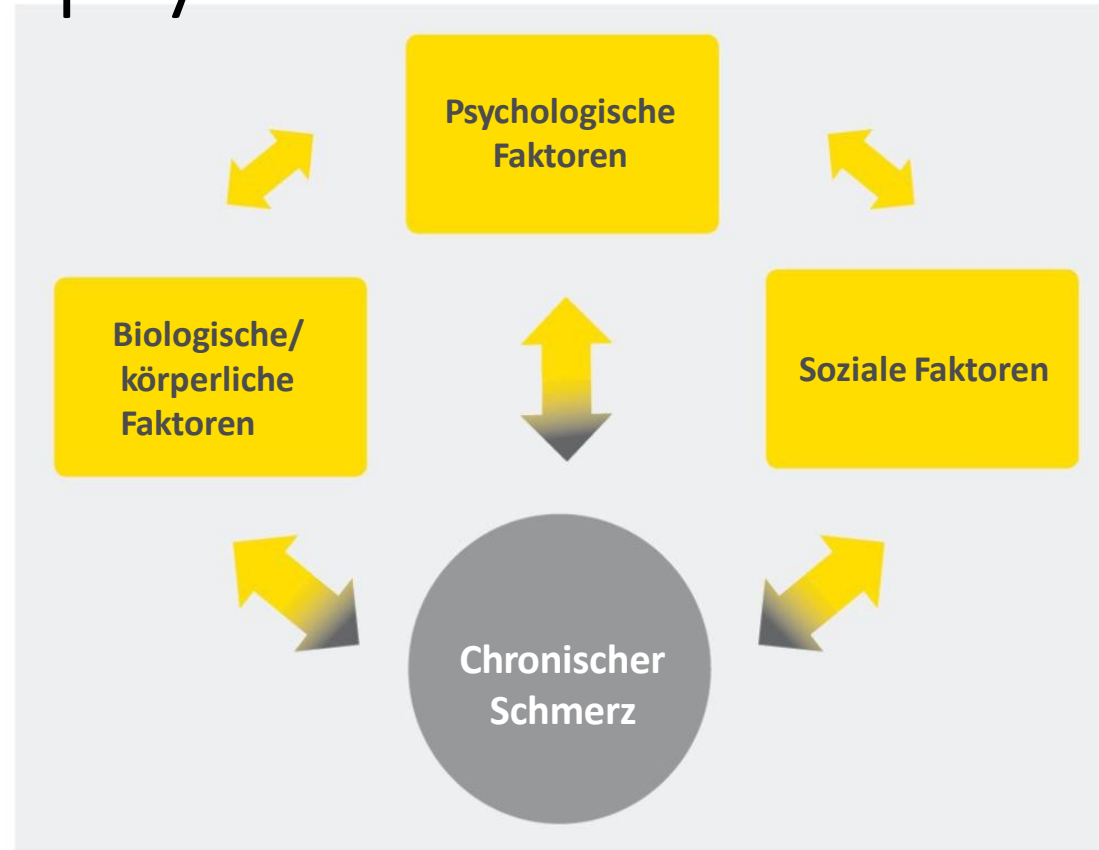 Psychologische
Faktoren
Biologische/
körperliche
Faktoren
Soziale Faktoren
Chronischer
Schmerz